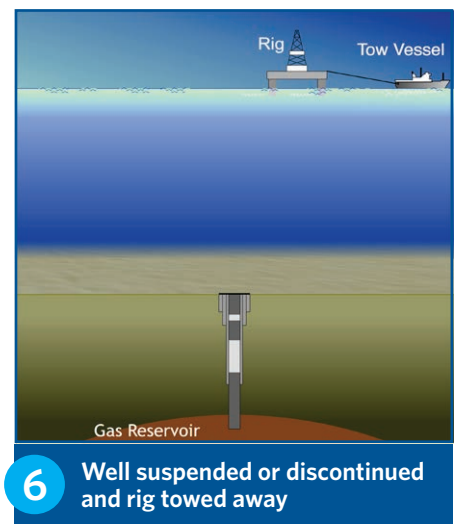 Rig
Tow Vessel
Gas Reservoir
6
Well suspended or discontinued
and rig towed away